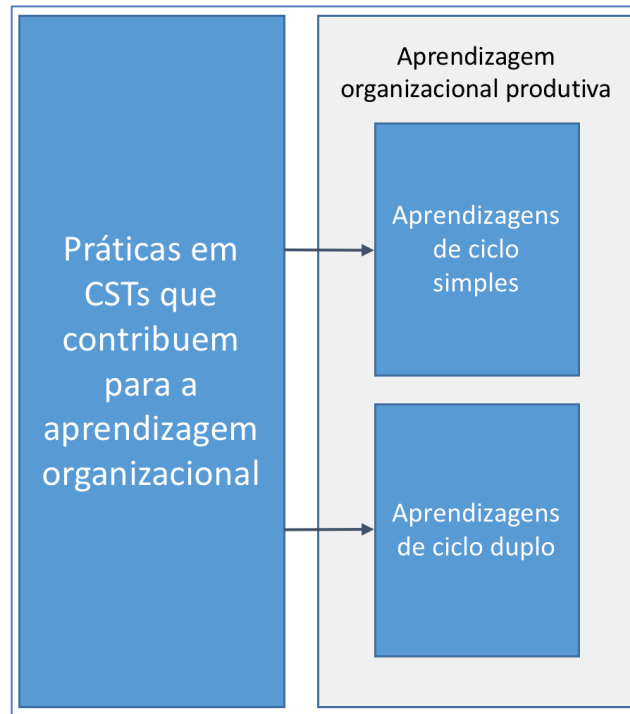 Práticas em
CSTs que
contribuem
para a
aprendizagem
organizacional
Aprendizagem
organizacional produtiva
Aprendizagens
de ciclo
simples
Aprendizagens
de ciclo duplo